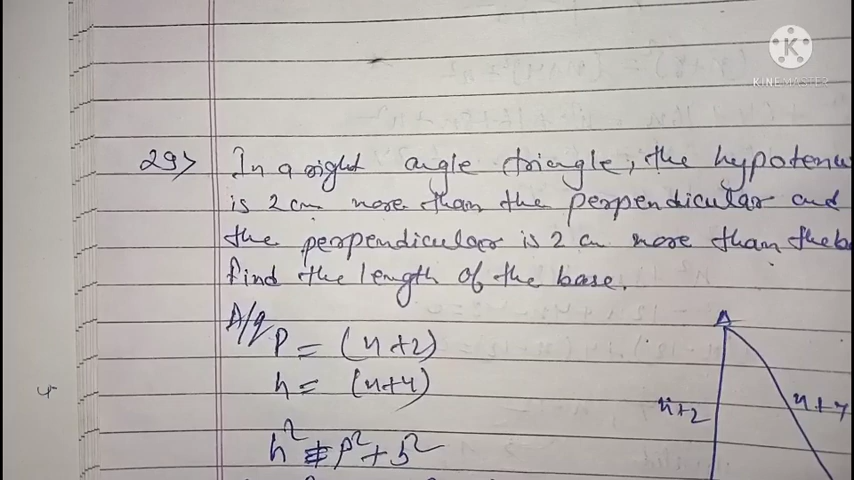 KINEMASTER
29> In a right angle triangle, the hypotenu
is 2 cm more than the perpendicular and
the perpendicular is 2 cm more than the b
find the length of the base.
A/q
P = (x+2)
h = (x+4)
A
x+2
x+4
h² = P² + b²